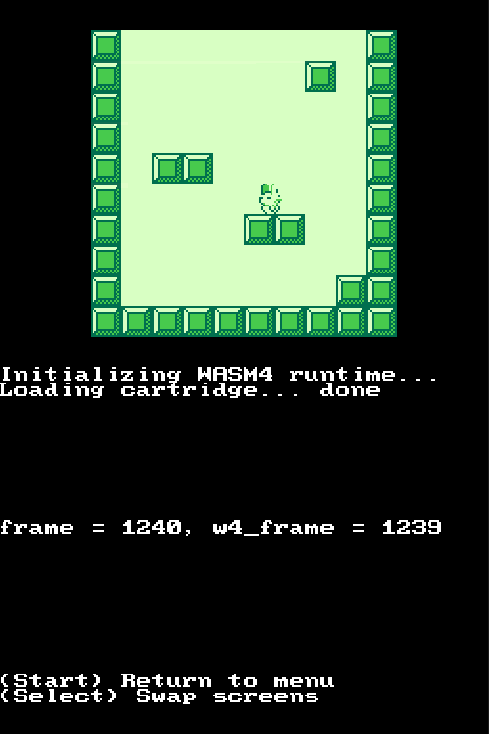 Initializing WASM4 runtime...
Loading cartridge... done
frame = 1240, w4_frame = 1239
(Start) Return to menu
(Select) Swap screens